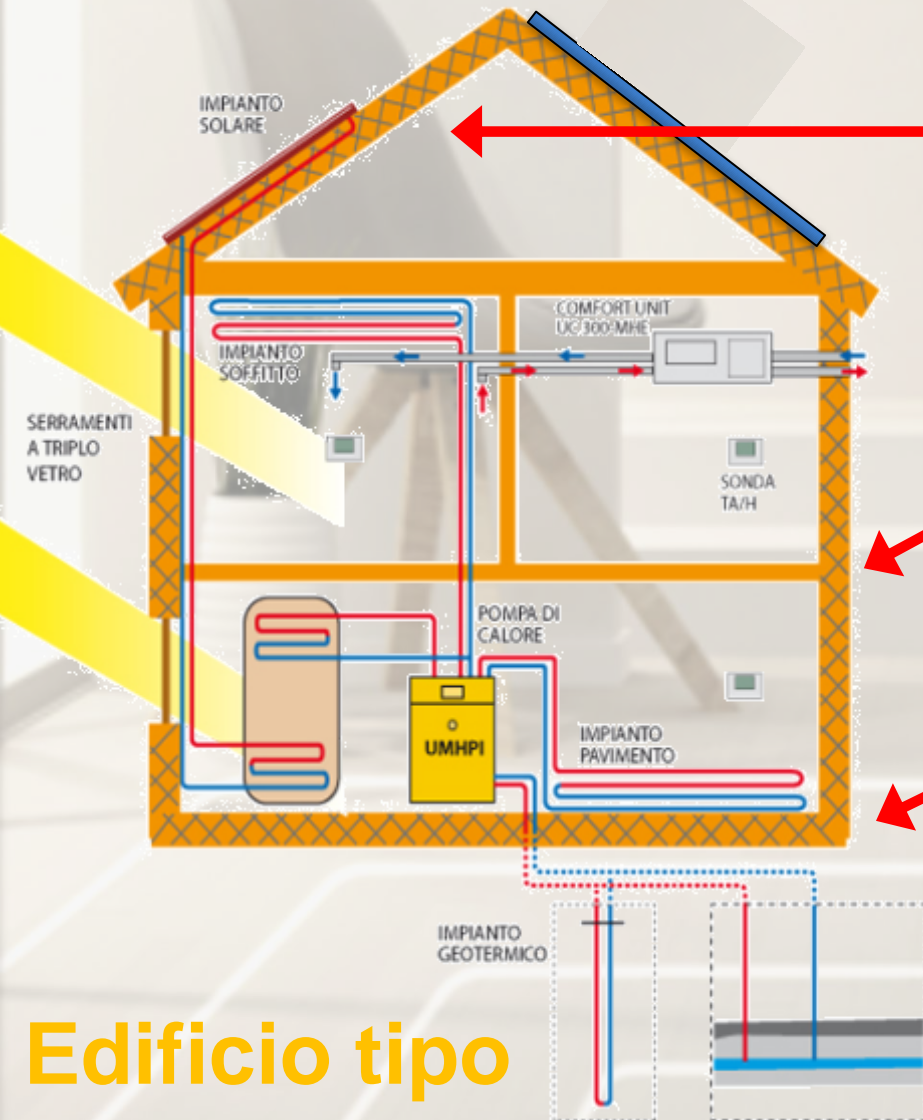 IMPIANTO
SOLARE
COMFORT UNIT
UC 300-MHE
IMPIANTO
SOFFITTO
SERRAMENTI
A TRIPLO
VETRO
SONDA
TA/H
POMPA DI
CALORE
UMHPI
IMPIANTO
PAVIMENTO
IMPIANTO
GEOTERMICO
Edificio tipo